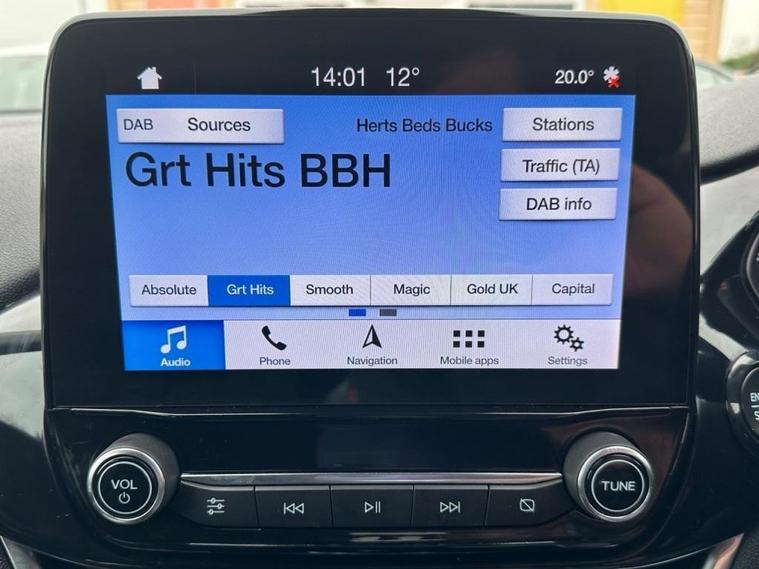 14:01 12° 20.0°
DAB Sources Herts Beds Bucks Stations
Grt Hits BBH
Traffic (TA)
DAB info
Absolute Grt Hits Smooth Magic Gold UK Capital
Audio Phone Navigation Mobile apps Settings
VOL TUNE